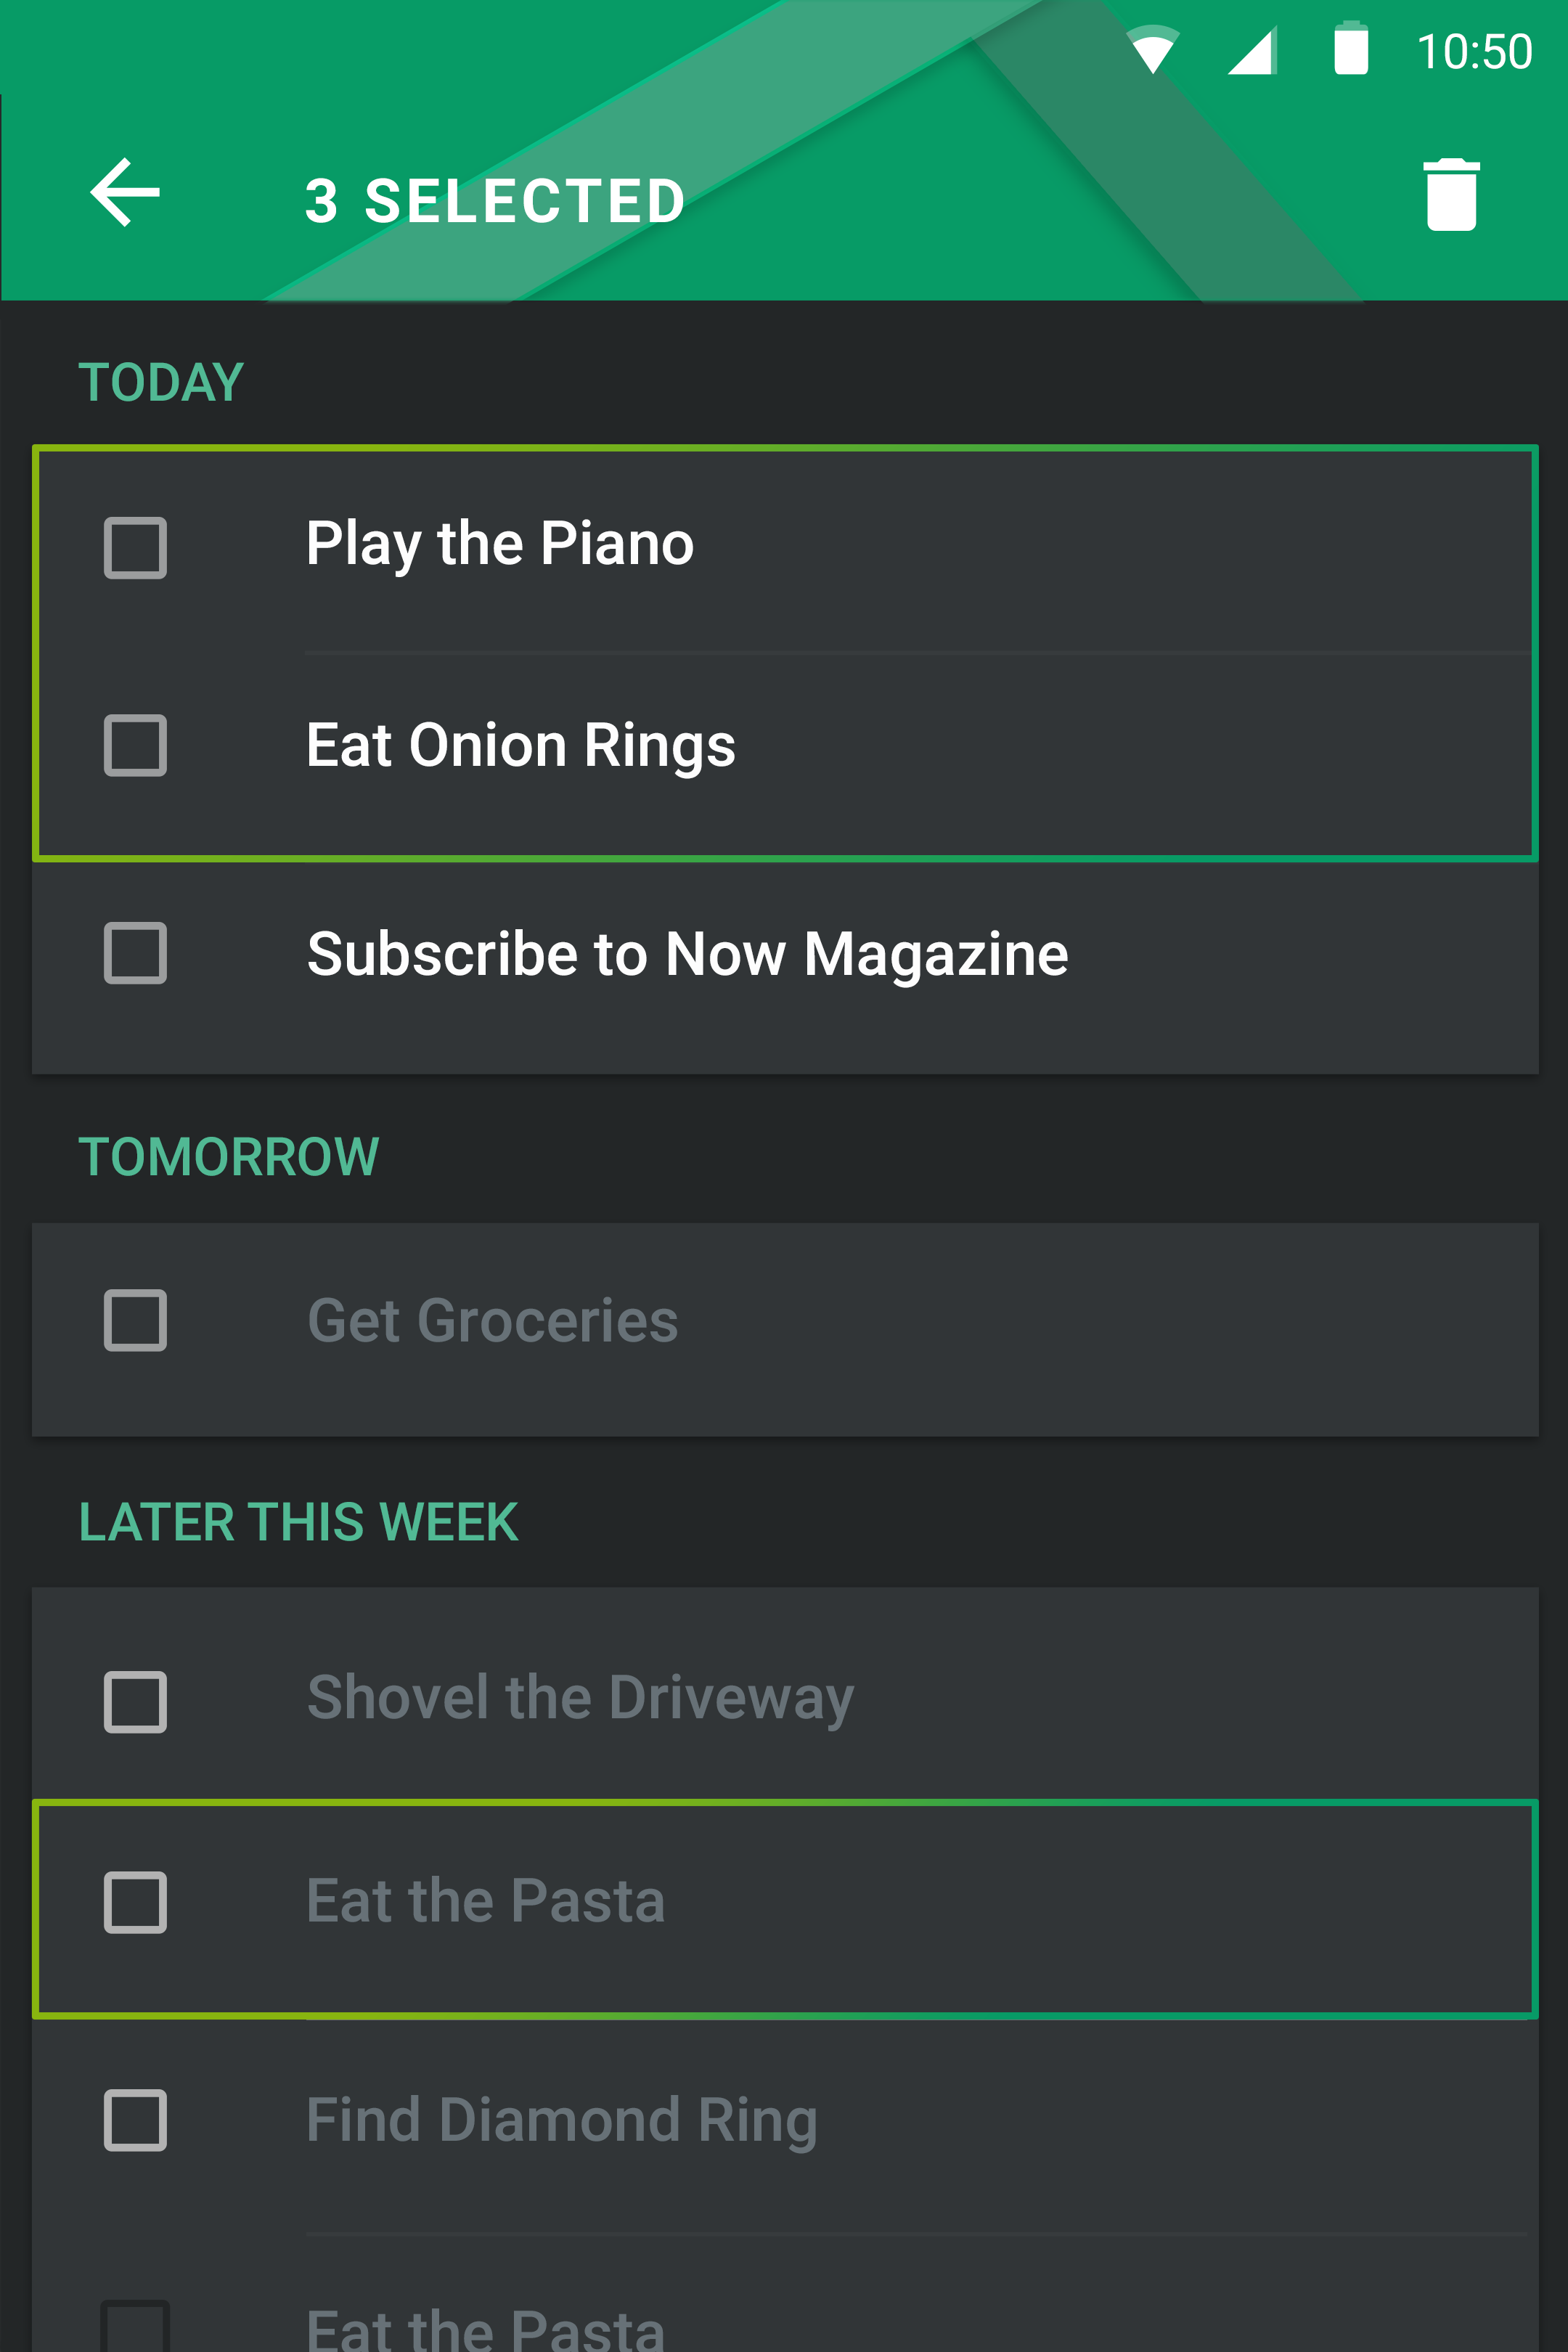 10:50
3 SELECTED
TODAY
Play the Piano
Eat Onion Rings
Subscribe to Now Magazine
TOMORROW
Get Groceries
LATER THIS WEEK
Shovel the Driveway
Eat the Pasta
Find Diamond Ring
Eat the Pasta